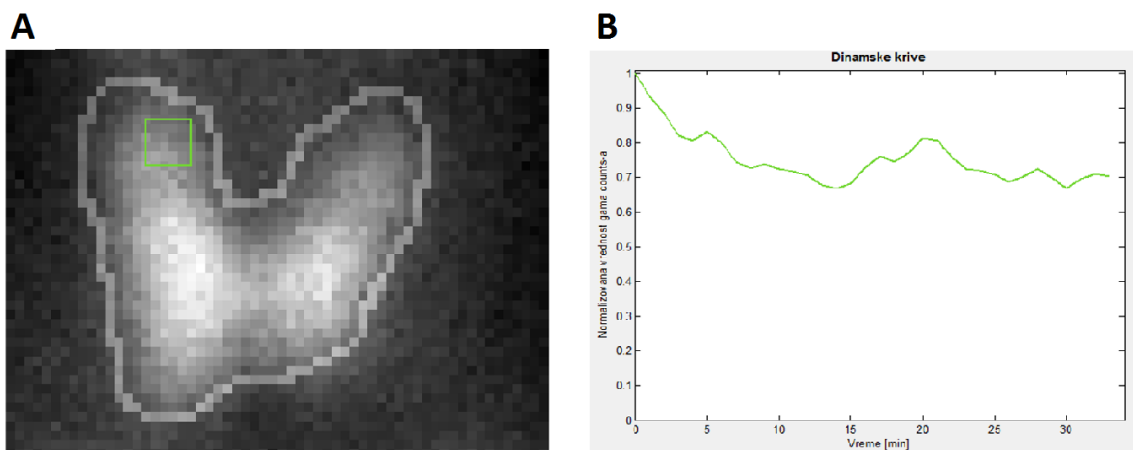 A
B
Dinamske krive
Normalizovana vrednost gama counts-a
1
0.9
0.8
0.7
0.6
0.5
0.4
0.3
0.2
0.1
0
0 5 10 15 20 25 30
Vreme [min]